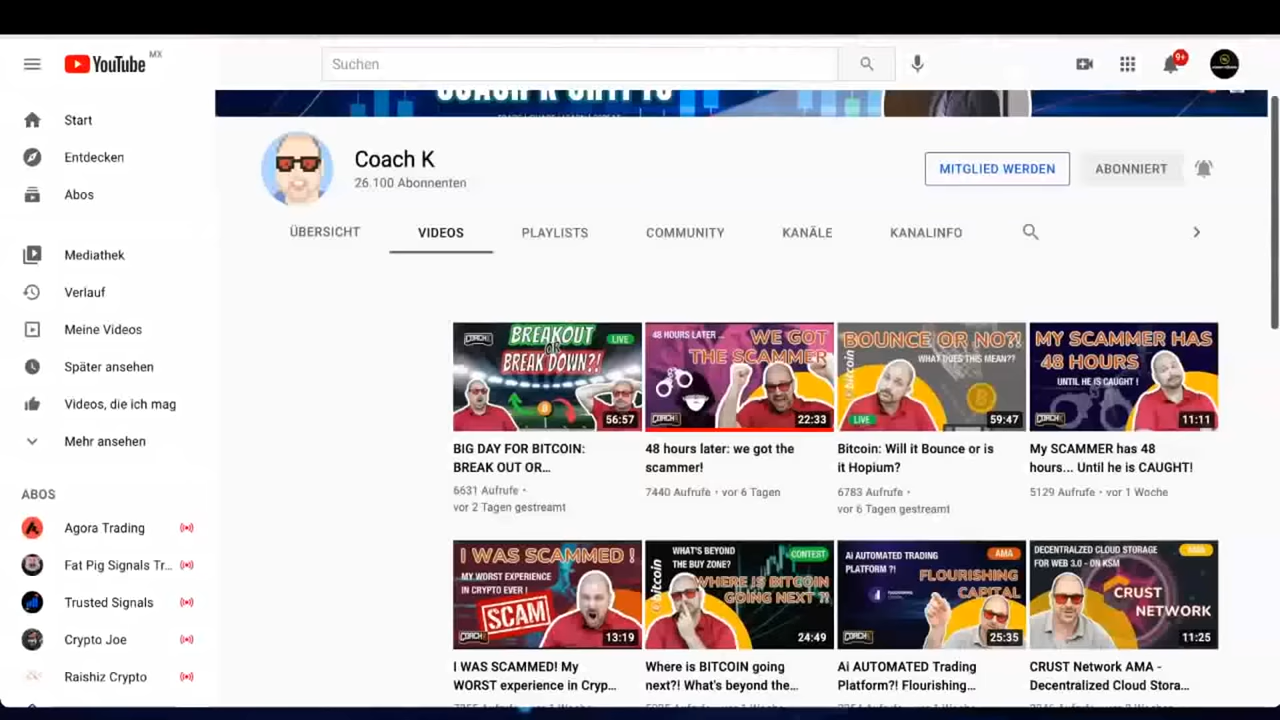 YouTube MX
Suchen
9+
COACH K CRYPTO
Start
Entdecken
Abos
Mediathek
Verlauf
Meine Videos
Später ansehen
Videos, die ich mag
Mehr ansehen
ABOS
Agora Trading
Fat Pig Signals Tr...
Trusted Signals
Crypto Joe
Raishiz Crypto
Coach K
26.100 Abonnenten
MITGLIED WERDEN
ABONNIERT
ÜBERSICHT
VIDEOS
PLAYLISTS
COMMUNITY
KANÄLE
KANALINFO
COACH K
BREAKOUT
OR
BREAK DOWN?!
LIVE
56:57
BIG DAY FOR BITCOIN:
BREAK OUT OR...
6631 Aufrufe •
vor 2 Tagen gestreamt
48 HOURS LATER ...
WE GOT
THE SCAMMER
COACH K
22:33
48 hours later: we got the
scammer!
7440 Aufrufe • vor 6 Tagen
BOUNCE OR NO?!
WHAT DOES THIS MEAN??
bitcoin
LIVE
59:47
Bitcoin: Will it Bounce or is
it Hopium?
6783 Aufrufe •
vor 6 Tagen gestreamt
MY SCAMMER HAS
48 HOURS
UNTIL HE IS CAUGHT !
COACH K
11:11
My SCAMMER has 48
hours... Until he is CAUGHT!
5129 Aufrufe • vor 1 Woche
I WAS SCAMMED !
MY WORST EXPERIENCE
IN CRYPTO EVER !
SCAM
COACH K
13:19
I WAS SCAMMED! My
WORST experience in Cryp...
WHAT'S BEYOND
THE BUY ZONE?
CONTEST
WHERE IS BITCOIN
GOING NEXT ?!
bitcoin
24:49
Where is BITCOIN going
next?! What's beyond the...
Ai AUTOMATED TRADING
PLATFORM ?!
AMA
FLOURISHING
CAPITAL
COACH K
25:35
Ai AUTOMATED Trading
Platform?! Flourishing...
DECENTRALZED CLOUD STORAGE
FOR WEB 3.0 - ON KSM
AMA
CRUST
NETWORK
11:25
CRUST Network AMA -
Decentralized Cloud Stora...